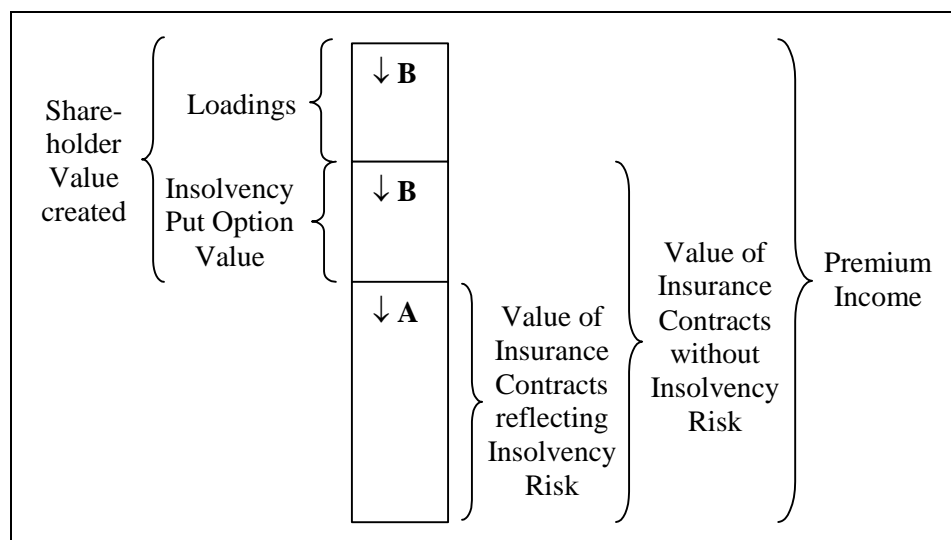 Share-
holder
Value
created
Loadings
Insolvency
Put Option
Value
↓ B
↓ B
↓ A
Value of
Insurance
Contracts
reflecting
Insolvency
Risk
Value of
Insurance
Contracts
without
Insolvency
Risk
Premium
Income